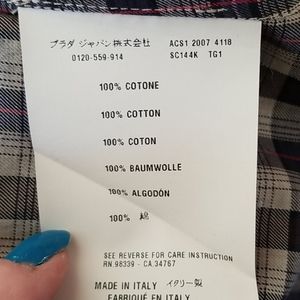 プラダ ジャパン株式会社 ACS1 2007 4118
0120-559-914 SC144K TG1
100% COTONE
100% COTTON
100% COTON
100% BAUMWOLLE
100% ALGODÓN
100% 綿
SEE REVERSE FOR CARE INSTRUCTION
RN.98339 - CA.34767
MADE IN ITALY イタリー製
FABRIQUÉ EN ITALY